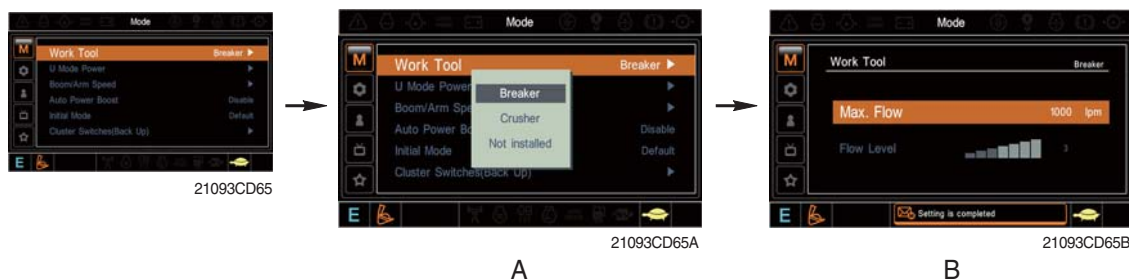 Mode
M
Work Tool Breaker
U Mode Power
Boom/Arm Speed
Auto Power Boost Disable
Initial Mode Default
Cluster Switches(Back Up)
E
21093CD65
Mode
M
Work Tool Breaker
U Mode Power
Boom/Arm Spe
Auto Power Bo Disable
Initial Mode Default
Cluster Switches(Back Up)
Breaker
Crusher
Not installed
E
21093CD65A
A
Mode
M
Work Tool Breaker
Max. Flow 1000 lpm
Flow Level 3
E
Setting is completed
21093CD65B
B